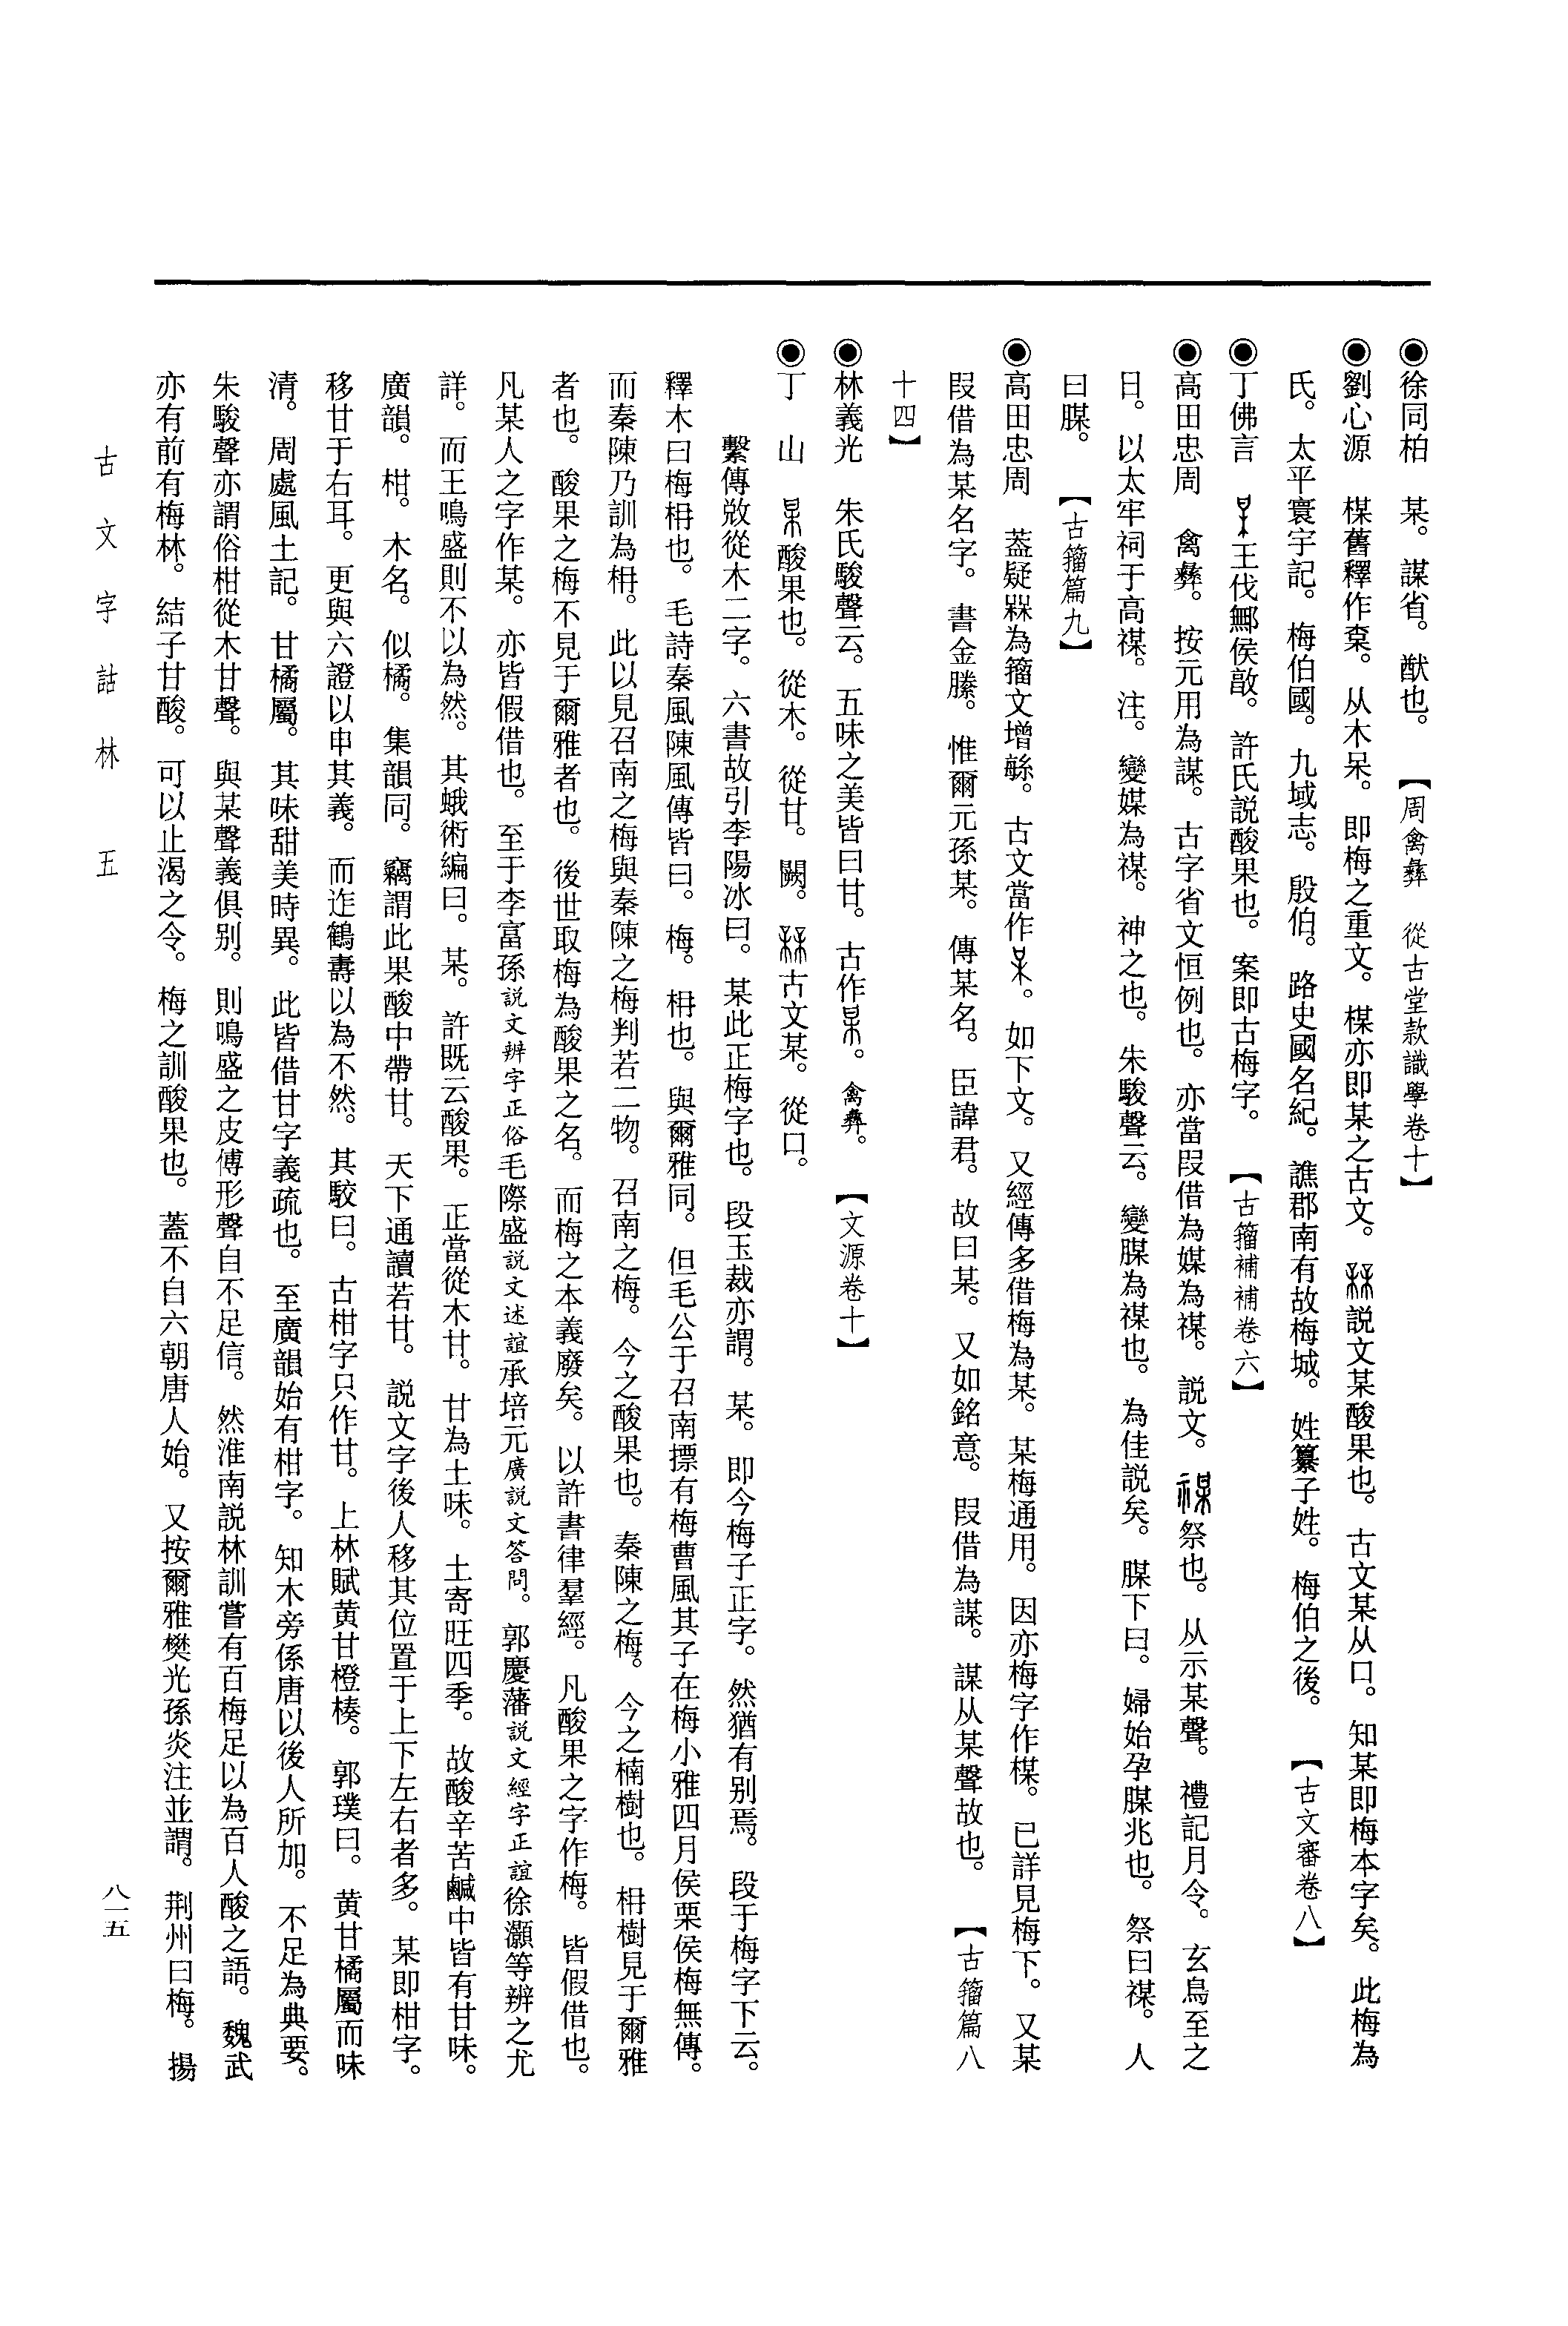 ◉徐同柏　某。謀省。猷也。【周禽彝　從古堂款識學卷十】
◉劉心源　楳舊釋作棗。从木呆。即梅之重文。楳亦即某之古文。說文某酸果也。古文某从口。知某即梅本字矣。此梅為
氏。太平寰宇記。梅伯國。九域志。殷伯。路史國名紀。譙郡南有故梅城。姓纂子姓。梅伯之後。【古文審卷八】
◉丁佛言　王伐鄦侯敔。許氏說酸果也。案即古梅字。【古籀補補卷六】
◉高田忠周　禽彝。按元用為謀。古字省文恒例也。亦當叚借為媒為禖。說文。祭也。从示某聲。禮記月令。玄鳥至之
日。以太牢祠于高禖。注。變媒為禖。神之也。朱駿聲云。變腜為禖也。為佳說矣。腜下曰。婦始孕腜兆也。祭曰禖。人
曰腜。【古籀篇九】
◉高田忠周　葢疑槑為籀文增緐。古文當作。如下文。又經傳多借梅為某。某梅通用。因亦梅字作楳。已詳見梅下。又某
叚借為某名字。書金縢。惟爾元孫某。傳某名。臣諱君。故曰某。又如銘意。叚借為謀。謀从某聲故也。【古籀篇八
十四】
◉林義光　朱氏駿聲云。五味之美皆曰甘。古作。禽彝。【文源卷十】
◉丁　山　酸果也。從木。從甘。闕。古文某。從口。
繫傳敓從木二字。六書故引李陽冰曰。某此正梅字也。段玉裁亦謂。某。即今梅子正字。然猶有別焉。段于梅字下云。
釋木曰梅枏也。毛詩秦風陳風傳皆曰。梅。枏也。與爾雅同。但毛公于召南摽有梅曹風其子在梅小雅四月侯栗侯梅無傳。
而秦陳乃訓為枏。此以見召南之梅與秦陳之梅判若二物。召南之梅。今之酸果也。秦陳之梅。今之楠樹也。枏樹見于爾雅
者也。酸果之梅不見于爾雅者也。後世取梅為酸果之名。而梅之本義廢矣。以許書律羣經。凡酸果之字作梅。皆假借也。
凡某人之字作某。亦皆假借也。至于李富孫說文辨字正俗毛際盛說文述誼承培元廣說文答問。郭慶藩說文經字正誼徐灝等辨之尤
詳。而王鳴盛則不以為然。其蛾術編曰。某。許既云酸果。正當從木甘。甘為土味。土寄旺四季。故酸辛苦鹹中皆有甘味。
廣韻。柑。木名。似橘。集韻同。竊謂此果酸中帶甘。天下通讀若甘。說文字後人移其位置于上下左右者多。某即柑字。
移甘于右耳。更與六證以申其義。而迮鶴壽以為不然。其駮曰。古柑字只作甘。上林賦黃甘橙楱。郭璞曰。黃甘橘屬而味
清。周處風土記。甘橘屬。其味甜美時異。此皆借甘字義疏也。至廣韻始有柑字。知木旁係唐以後人所加。不足為典要。
朱駿聲亦謂俗柑從木甘聲。與某聲義俱別。則鳴盛之皮傅形聲自不足信。然淮南說林訓嘗有百梅足以為百人酸之語。魏武
亦有前有梅林。結子甘酸。可以止渴之令。梅之訓酸果也。蓋不自六朝唐人始。又按爾雅樊光孫炎注並謂。荆州曰梅。揚
古文字詁林　五
八一五